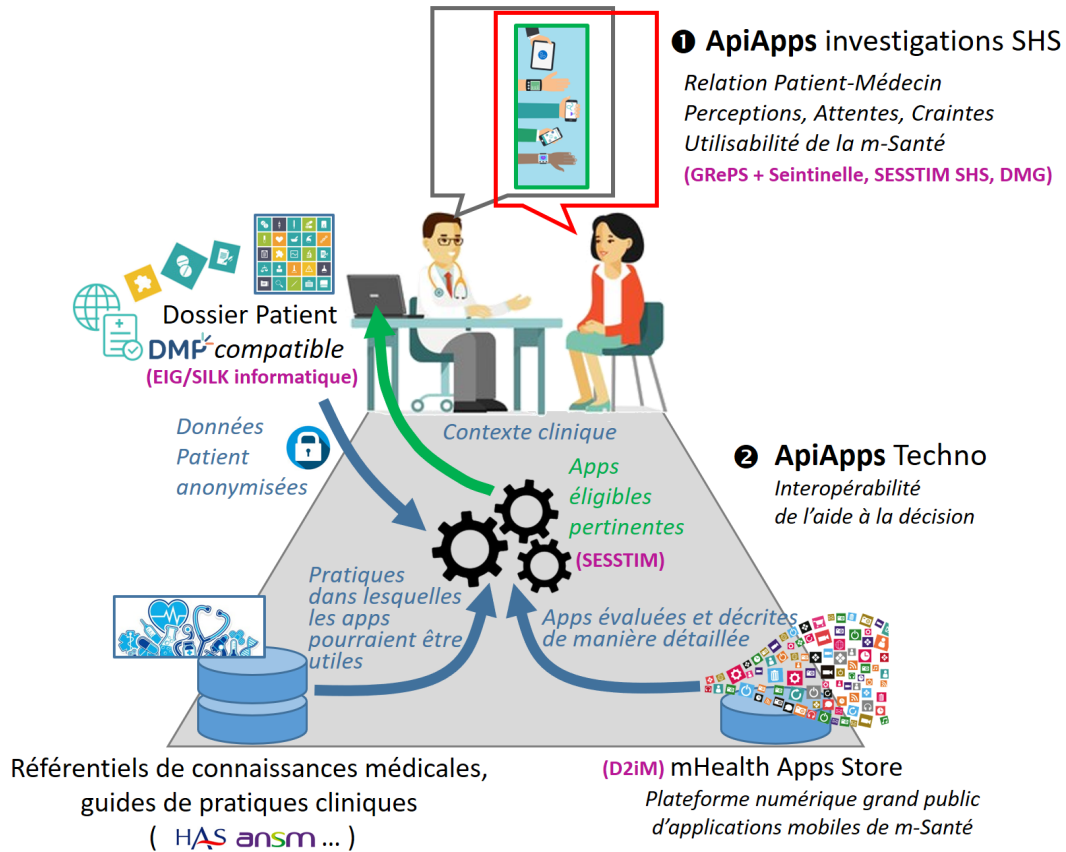 ❶ ApiApps investigations SHS
Relation Patient-Médecin
Perceptions, Attentes, Craintes
Utilisabilité de la m-Santé
(GRePS + Seintinelle, SESSTIM SHS, DMG)
Dossier Patient
DMP compatible
(EIG/SILK informatique)
Données
Patient
anonymisées
Contexte clinique
Apps
éligibles
pertinentes
(SESSTIM)
❷ ApiApps Techno
Interopérabilité
de l’aide à la décision
Pratiques
dans lesquelles
les apps
pourraient être
utiles
Apps évaluées et décrites
de manière détaillée
Référentiels de connaissances médicales,
guides de pratiques cliniques
( HAS ansm ... )
(D2iM) mHealth Apps Store
Plateforme numérique grand public
d’applications mobiles de m-Santé